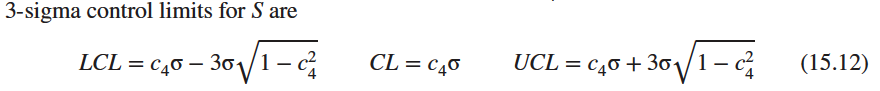 3-sigma control limits for S are
LCL = c₄σ − 3σ√(1 − c₄²) CL = c₄σ UCL = c₄σ + 3σ√(1 − c₄²) (15.12)